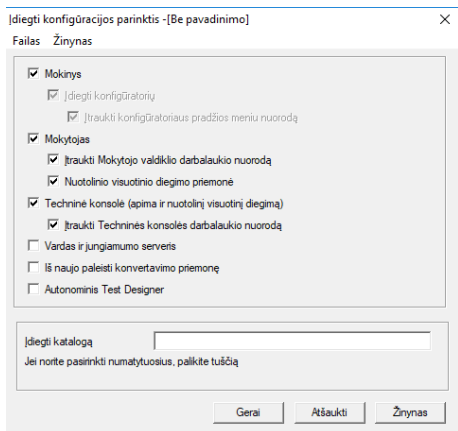 Įdiegti konfigūracijos parinktis -[Be pavadinimo]
Failas Žinynas
Mokinys
Įdiegti konfigūratorių
Įtraukti konfigūratoriaus pradžios meniu nuorodą
Mokytojas
Įtraukti Mokytojo valdiklio darbalaukio nuorodą
Nuotolinio visuotinio diegimo priemonė
Techninė konsolė (apima ir nuotolinį visuotinį diegimą)
Įtraukti Techninės konsolės darbalaukio nuorodą
Vardas ir jungiamumo serveris
Iš naujo paleisti konvertavimo priemonę
Autonominis Test Designer
Įdiegti katalogą
Jei norite pasirinkti numatytuosius, palikite tuščią
Gerai Atšaukti Žinynas